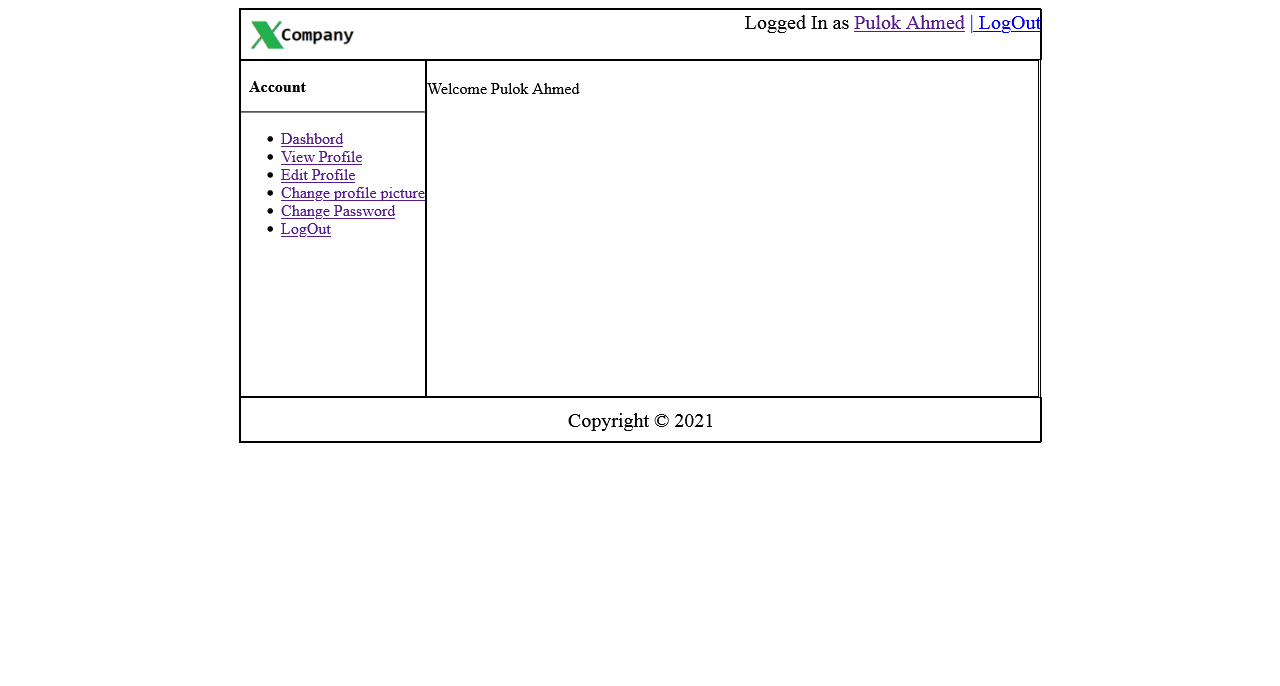 XCompany
Logged In as Pulok Ahmed | LogOut
Account
Dashbord
View Profile
Edit Profile
Change profile picture
Change Password
LogOut
Welcome Pulok Ahmed
Copyright © 2021